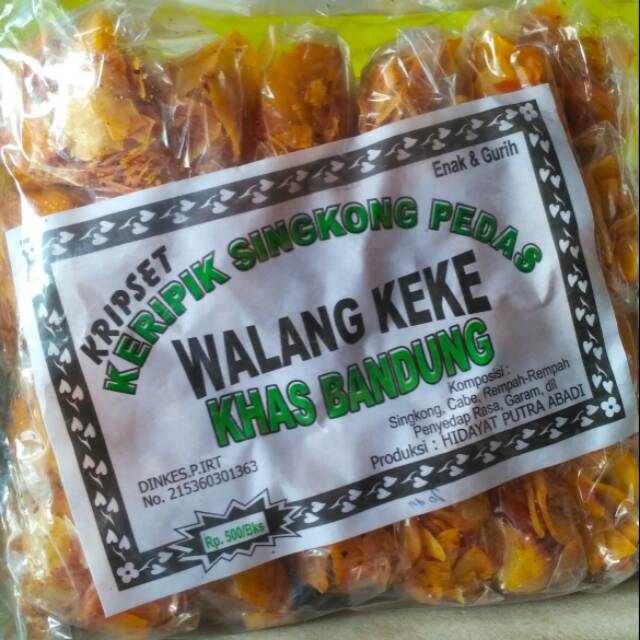 Enak & Gurih
KRIPSET
KERIPIK SINGKONG PEDAS
WALANG KEKE
KHAS BANDUNG
Komposisi :
Singkong, Cabe, Rempah-Rempah
Penyedap Rasa, Garam, dll
Produksi : HIDAYAT PUTRA ABADI
DINKES.P.IRT
No. 215360301363
Rp. 500/Bks